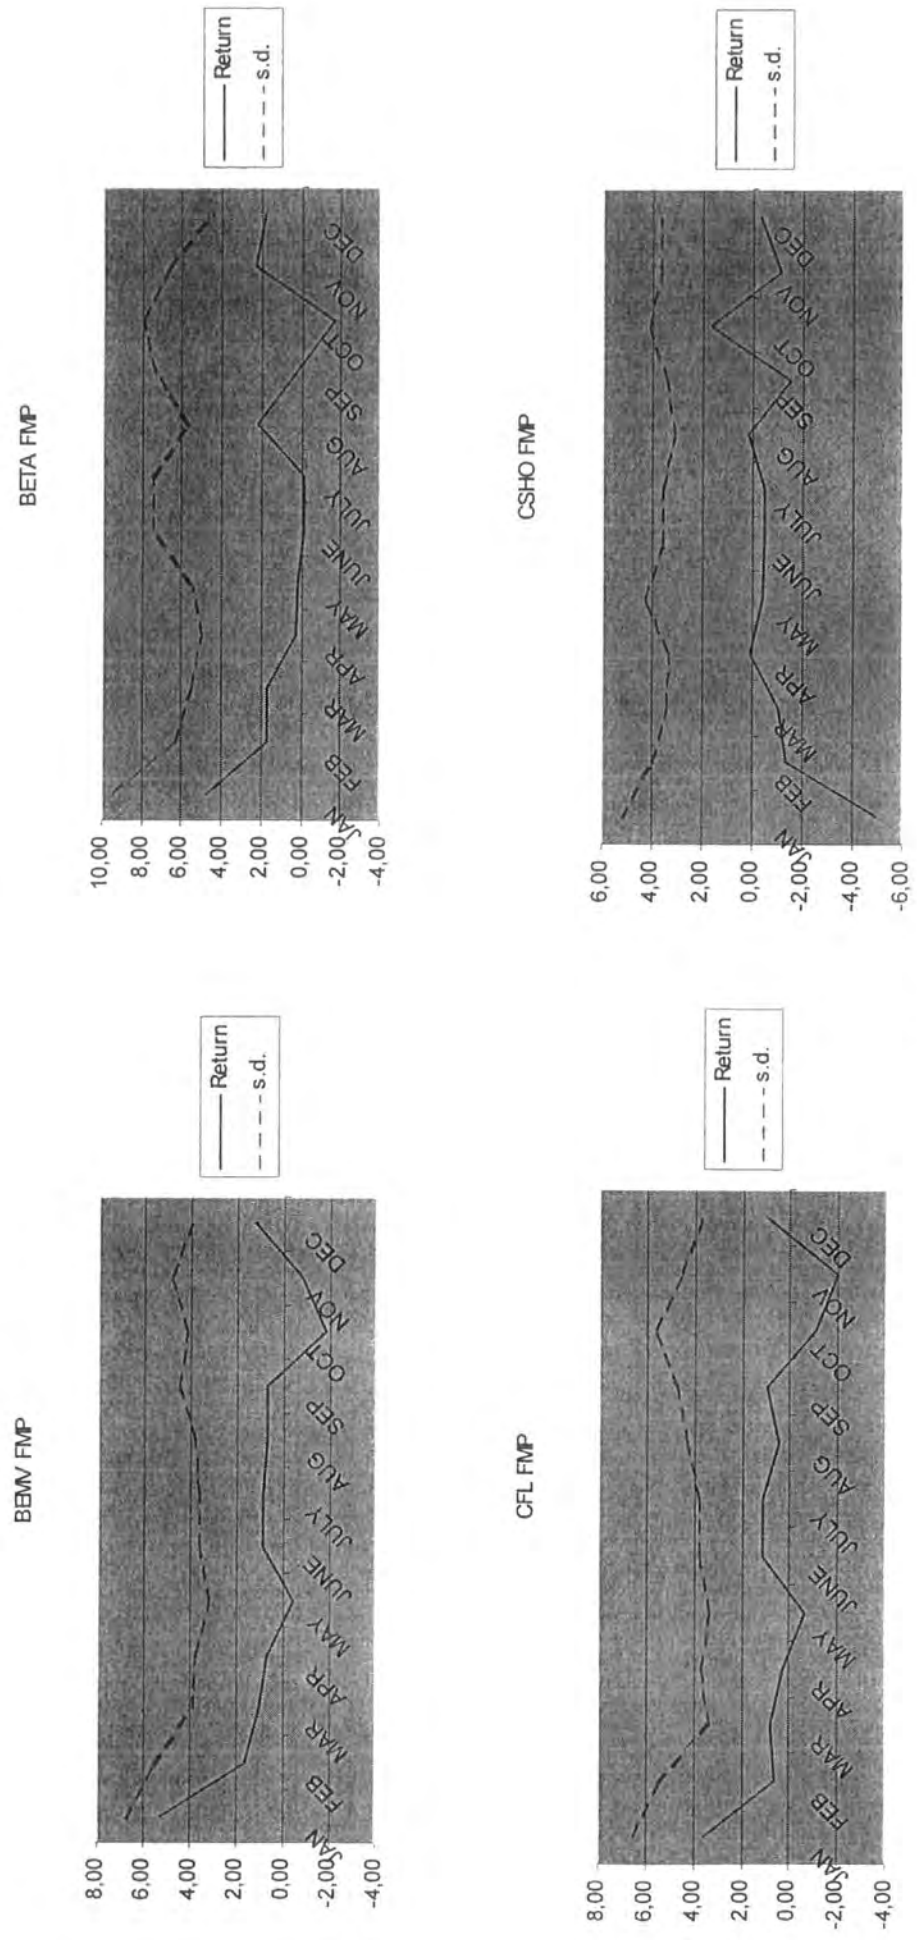 BEMV FMP
8,00
6,00
4,00
2,00
0,00
-2,00
-4,00
JAN
FEB
MAR
APR
MAY
JUNE
JULY
AUG
SEP
OCT
NOV
DEC
Return
s.d.
BETA FMP
10,00
8,00
6,00
4,00
2,00
0,00
-2,00
-4,00
JAN
FEB
MAR
APR
MAY
JUNE
JULY
AUG
SEP
OCT
NOV
DEC
Return
s.d.
CFL FMP
8,00
6,00
4,00
2,00
0,00
-2,00
-4,00
JAN
FEB
MAR
APR
MAY
JUNE
JULY
AUG
SEP
OCT
NOV
DEC
Return
s.d.
CSHO FMP
6,00
4,00
2,00
0,00
-2,00
-4,00
-6,00
JAN
FEB
MAR
APR
MAY
JUNE
JULY
AUG
SEP
OCT
NOV
DEC
Return
s.d.